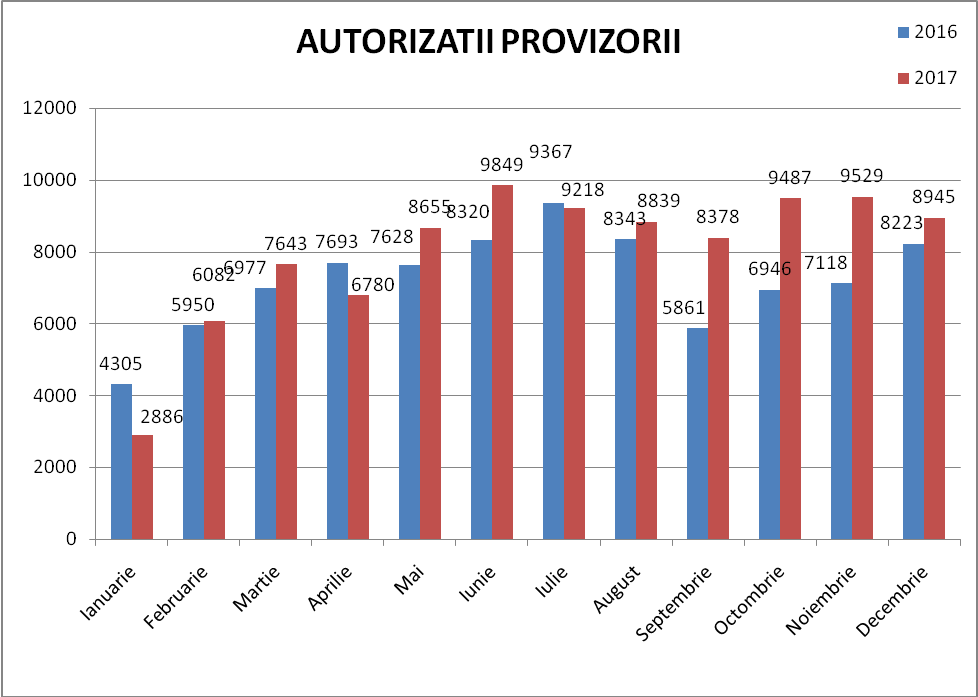 AUTORIZATII PROVIZORII
2016
2017
12000
10000
8000
6000
4000
2000
0
4305
2886
5950
6082
6977
7643
7693
6780
7628
8655
8320
9849
9367
9218
8343
8839
5861
8378
6946
9487
7118
9529
8223
8945
Ianuarie
Februarie
Martie
Aprilie
Mai
Iunie
Iulie
August
Septembrie
Octombrie
Noiembrie
Decembrie